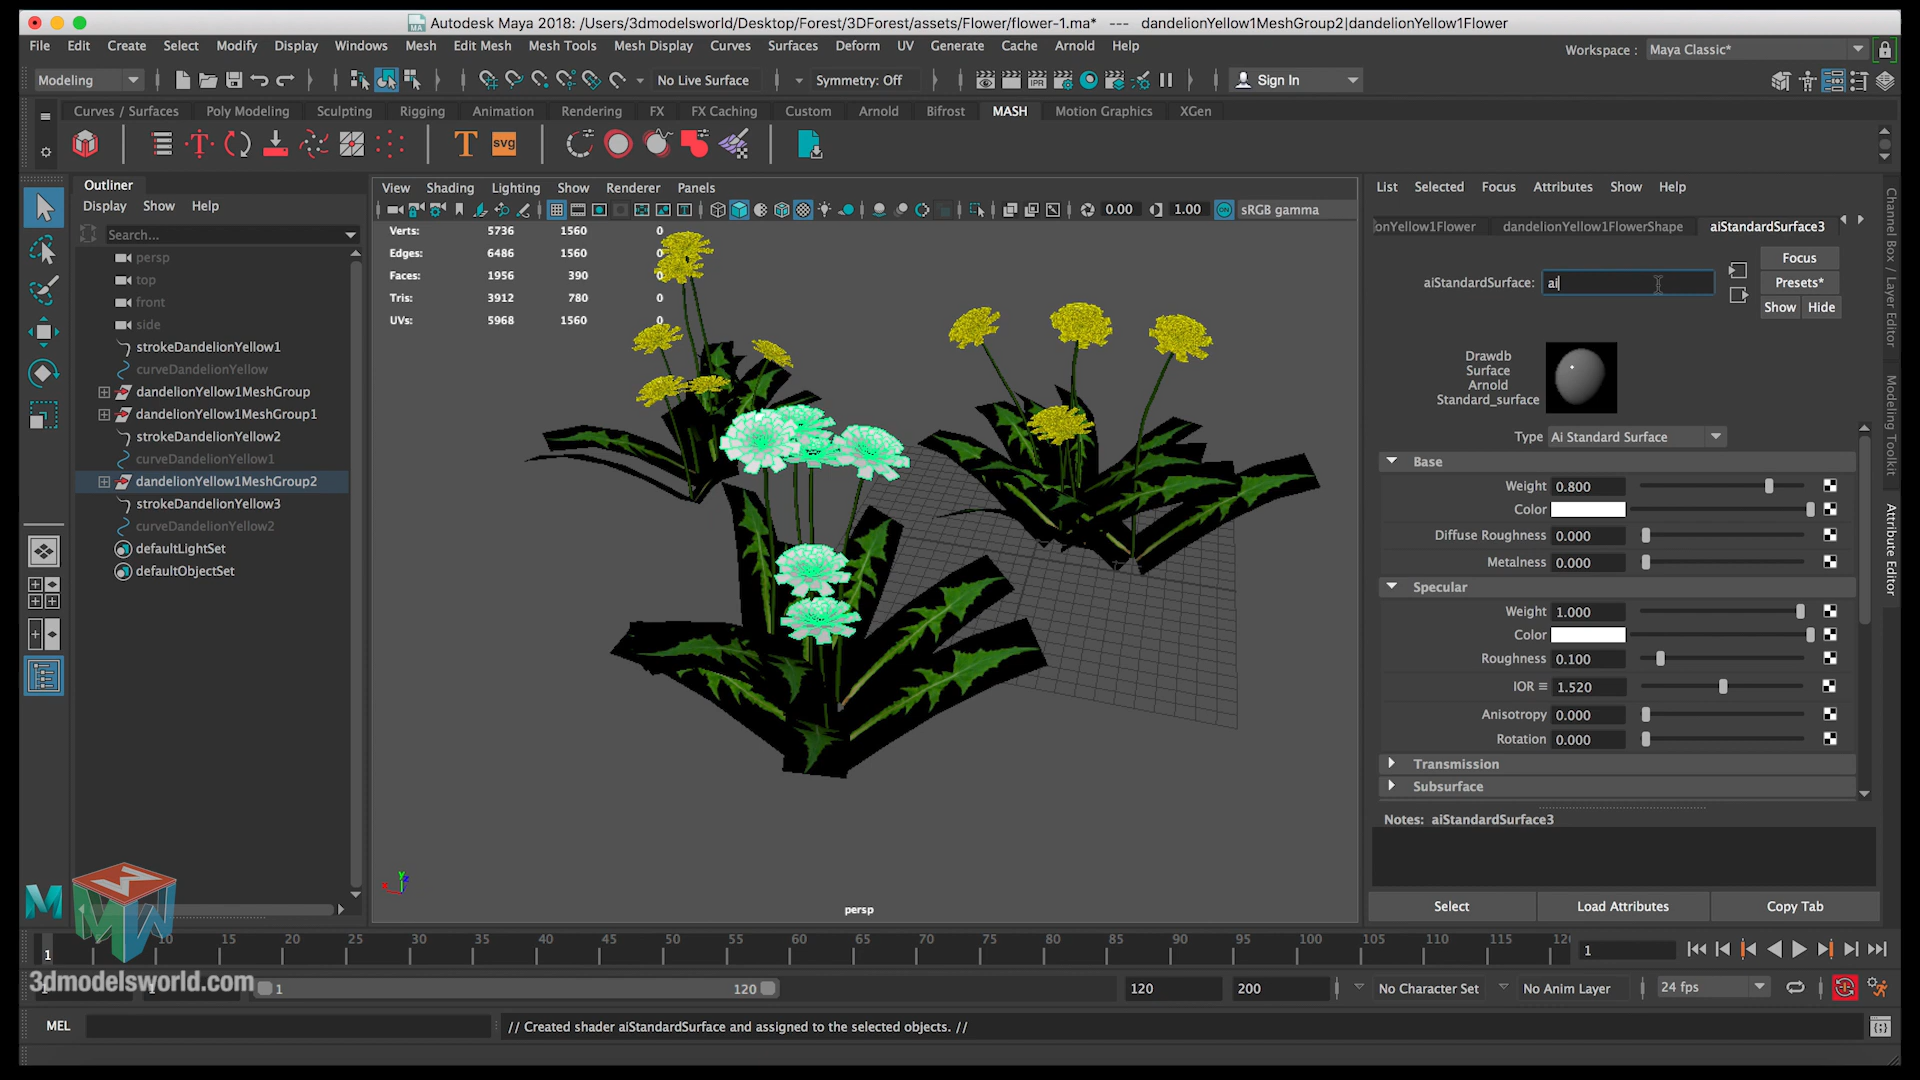 Autodesk Maya 2018: /Users/3dmodelsworld/Desktop/Forest/3DForest/assets/Flower/flower-1.ma* --- dandelionYellow1MeshGroup2|dandelionYellow1Flower
File Edit Create Select Modify Display Windows Mesh Edit Mesh Mesh Tools Mesh Display Curves Surfaces Deform UV Generate Cache Arnold Help
Workspace : Maya Classic*
Modeling No Live Surface Symmetry: Off Sign In
Curves / Surfaces Poly Modeling Sculpting Rigging Animation Rendering FX FX Caching Custom Arnold Bifrost MASH Motion Graphics XGen
T svg
Outliner
Display Show Help
Search...
persp
top
front
side
strokeDandelionYellow1
curveDandelionYellow
dandelionYellow1MeshGroup
dandelionYellow1MeshGroup1
strokeDandelionYellow2
curveDandelionYellow1
dandelionYellow1MeshGroup2
strokeDandelionYellow3
curveDandelionYellow2
defaultLightSet
defaultObjectSet
View Shading Lighting Show Renderer Panels
0.00 1.00 ON sRGB gamma
Verts: 5736 1560 0
Edges: 6486 1560 0
Faces: 1956 390 0
Tris: 3912 780 0
UVs: 5968 1560 0
persp
List Selected Focus Attributes Show Help
onYellow1Flower dandelionYellow1FlowerShape aiStandardSurface3
aiStandardSurface: ai
Focus
Presets*
Show Hide
Drawdb
Surface
Arnold
Standard_surface
Type Ai Standard Surface
Base
Weight 0.800
Color
Diffuse Roughness 0.000
Metalness 0.000
Specular
Weight 1.000
Color
Roughness 0.100
IOR 1.520
Anisotropy 0.000
Rotation 0.000
Transmission
Subsurface
Notes: aiStandardSurface3
Select Load Attributes Copy Tab
Channel Box / Layer Editor
Modeling Toolkit
Attribute Editor
1 10 15 20 25 30 35 40 45 50 55 60 65 70 75 80 85 90 95 100 105 110 115 12 1
3dmodelsworld.com
1 120 120 200 No Character Set No Anim Layer 24 fps
MEL // Created shader aiStandardSurface and assigned to the selected objects. //